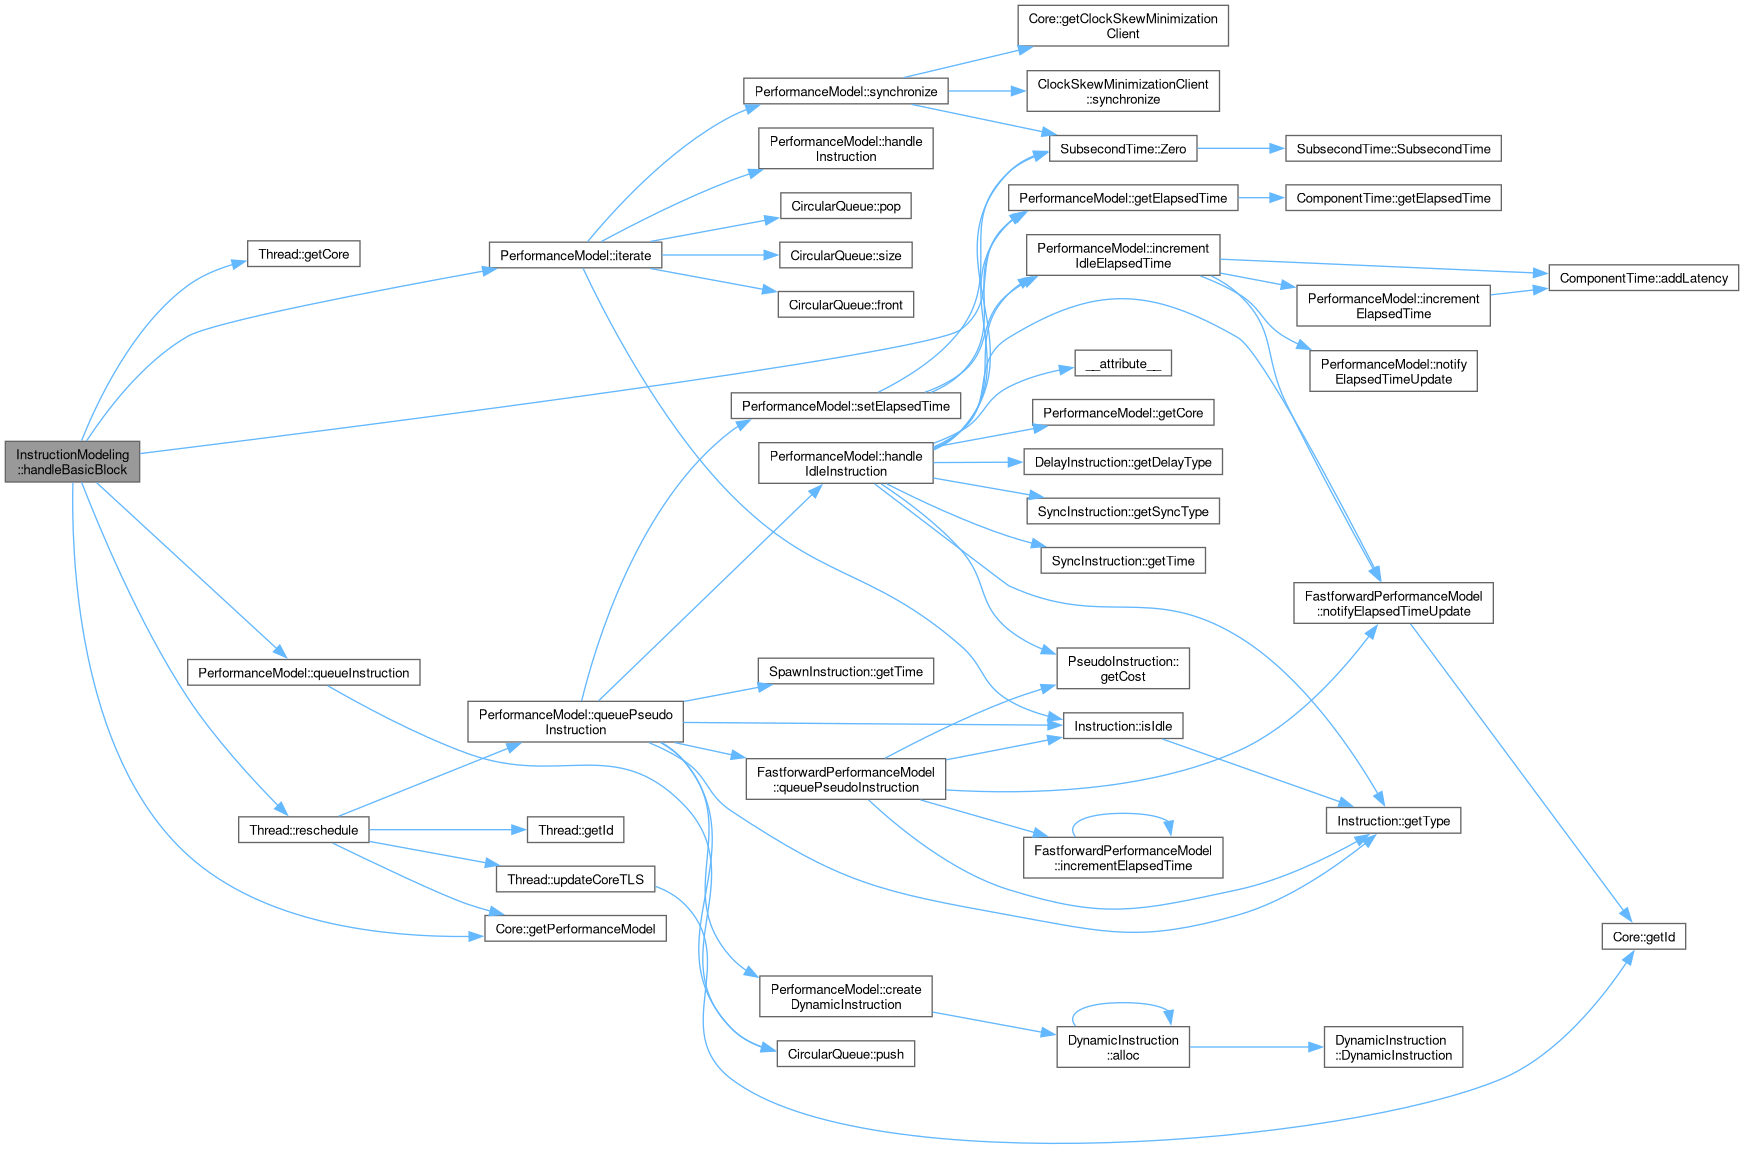 InstructionModeling
::handleBasicBlock
Thread::getCore
PerformanceModel::iterate
PerformanceModel::queueInstruction
Thread::reschedule
Core::getPerformanceModel
PerformanceModel::synchronize
PerformanceModel::handle
Instruction
CircularQueue::pop
CircularQueue::size
CircularQueue::front
PerformanceModel::queuePseudo
Instruction
Thread::getId
Thread::updateCoreTLS
PerformanceModel::setElapsedTime
PerformanceModel::handle
IdleInstruction
SpawnInstruction::getTime
FastforwardPerformanceModel
::queuePseudoInstruction
PerformanceModel::create
DynamicInstruction
CircularQueue::push
Core::getClockSkewMinimization
Client
ClockSkewMinimizationClient
::synchronize
SubsecondTime::Zero
PerformanceModel::getElapsedTime
PerformanceModel::increment
IdleElapsedTime
__attribute__
PerformanceModel::getCore
DelayInstruction::getDelayType
SyncInstruction::getSyncType
SyncInstruction::getTime
PseudoInstruction::
getCost
Instruction::isIdle
FastforwardPerformanceModel
::incrementElapsedTime
DynamicInstruction
::alloc
SubsecondTime::SubsecondTime
ComponentTime::getElapsedTime
PerformanceModel::increment
ElapsedTime
PerformanceModel::notify
ElapsedTimeUpdate
FastforwardPerformanceModel
::notifyElapsedTimeUpdate
Instruction::getType
DynamicInstruction
::DynamicInstruction
ComponentTime::addLatency
Core::getId